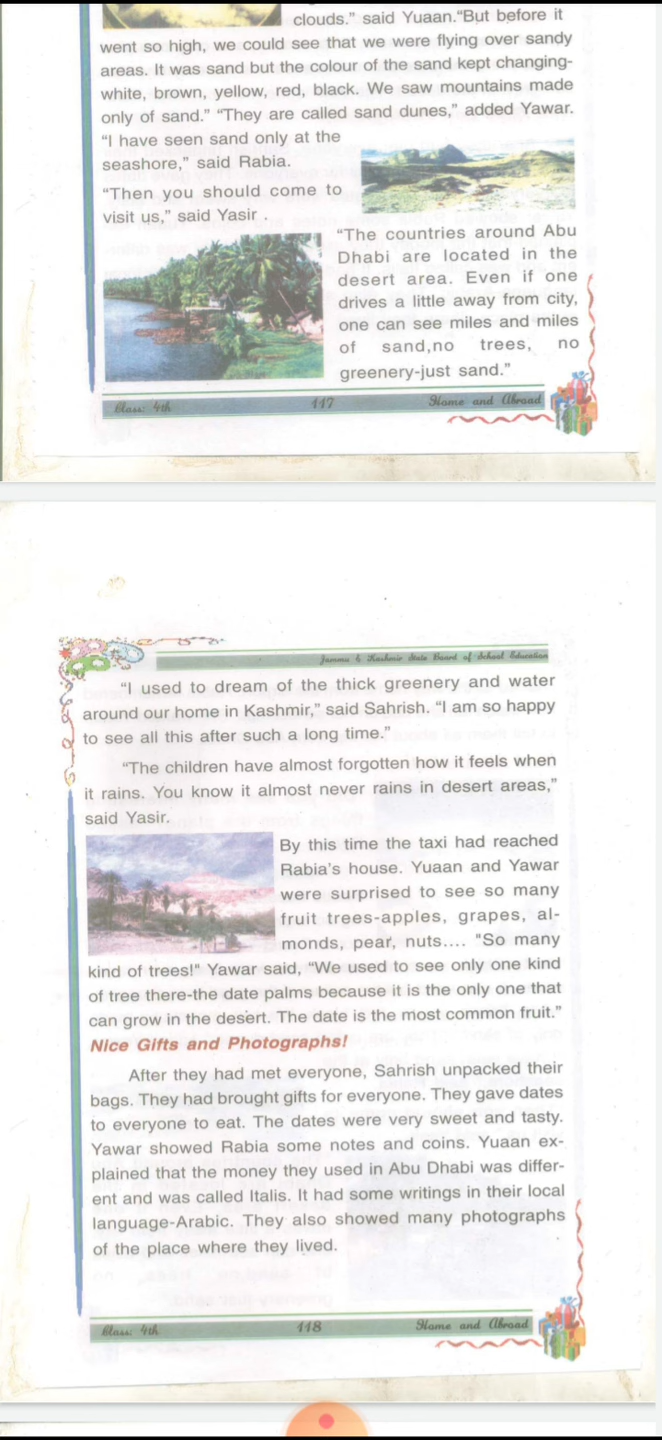 clouds.” said Yuaan.“But before it
went so high, we could see that we were flying over sandy
areas. It was sand but the colour of the sand kept changing-
white, brown, yellow, red, black. We saw mountains made
only of sand.” “They are called sand dunes,” added Yawar.
“I have seen sand only at the
seashore,” said Rabia.
“Then you should come to
visit us,” said Yasir .
“The countries around Abu
Dhabi are located in the
desert area. Even if one
drives a little away from city,
one can see miles and miles
of sand,no trees, no
greenery-just sand.”
Class: 4th 117 Home and Abroad
Jammu & Kashmir State Board of School Education
“I used to dream of the thick greenery and water
around our home in Kashmir,” said Sahrish. “I am so happy
to see all this after such a long time.”
“The children have almost forgotten how it feels when
it rains. You know it almost never rains in desert areas,”
said Yasir.
By this time the taxi had reached
Rabia’s house. Yuaan and Yawar
were surprised to see so many
fruit trees-apples, grapes, al-
monds, pear, nuts.... "So many
kind of trees!" Yawar said, “We used to see only one kind
of tree there-the date palms because it is the only one that
can grow in the desert. The date is the most common fruit.”
Nice Gifts and Photographs!
After they had met everyone, Sahrish unpacked their
bags. They had brought gifts for everyone. They gave dates
to everyone to eat. The dates were very sweet and tasty.
Yawar showed Rabia some notes and coins. Yuaan ex-
plained that the money they used in Abu Dhabi was differ-
ent and was called Italis. It had some writings in their local
language-Arabic. They also showed many photographs
of the place where they lived.
Class: 4th 118 Home and Abroad